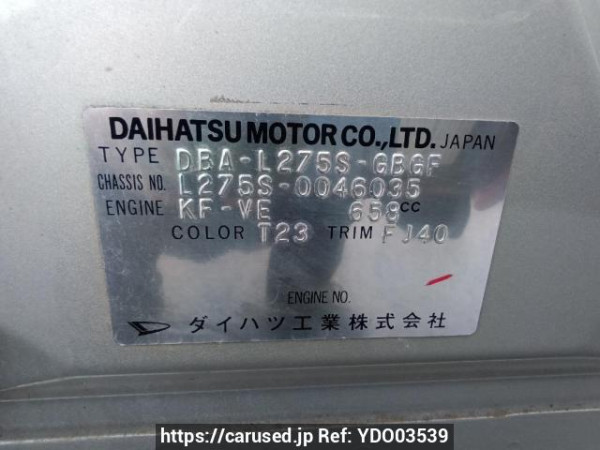 DAIHATSU MOTOR CO.,LTD. JAPAN
TYPE DBA-L275S-GBGF
CHASSIS NO. L275S-0046035
ENGINE KF-VE 658cc
COLOR T23 TRIM FJ40
ENGINE NO.
ダイハツ工業株式会社
https://carused.jp Ref: YDO03539